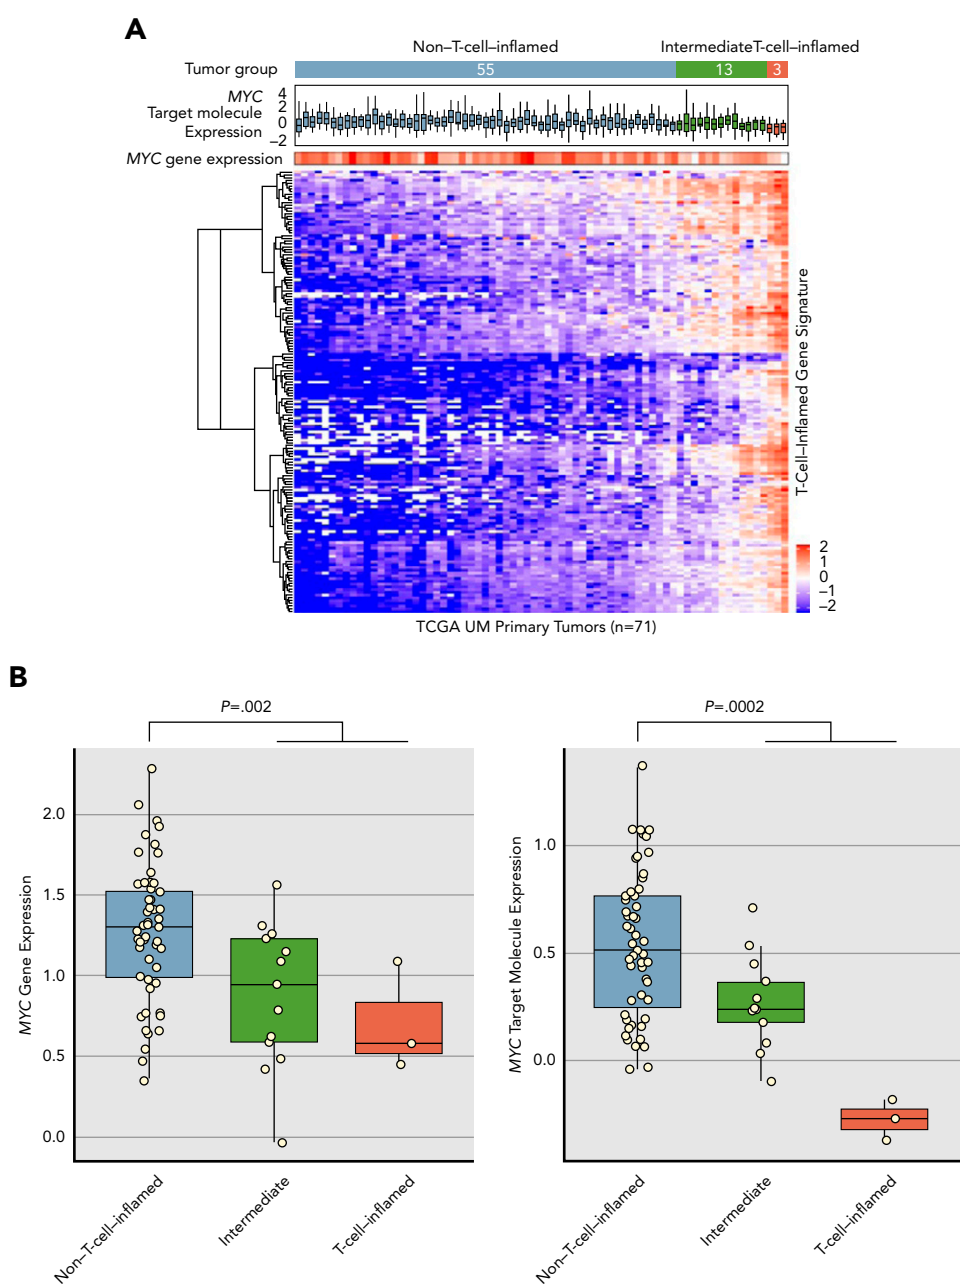 A
Non–T-cell–inflamed IntermediateT-cell–inflamed
Tumor group 55 13 3
MYC
Target molecule
Expression
4
2
0
–2
MYC gene expression
T-Cell–Inflamed Gene Signature
2
1
0
–1
–2
TCGA UM Primary Tumors (n=71)
B
P=.002
MYC Gene Expression
2.0
1.5
1.0
0.5
0.0
Non–T-cell–inflamed
Intermediate
T-cell–inflamed
P=.0002
MYC Target Molecule Expression
1.0
0.5
0.0
Non–T-cell–inflamed
Intermediate
T-cell–inflamed